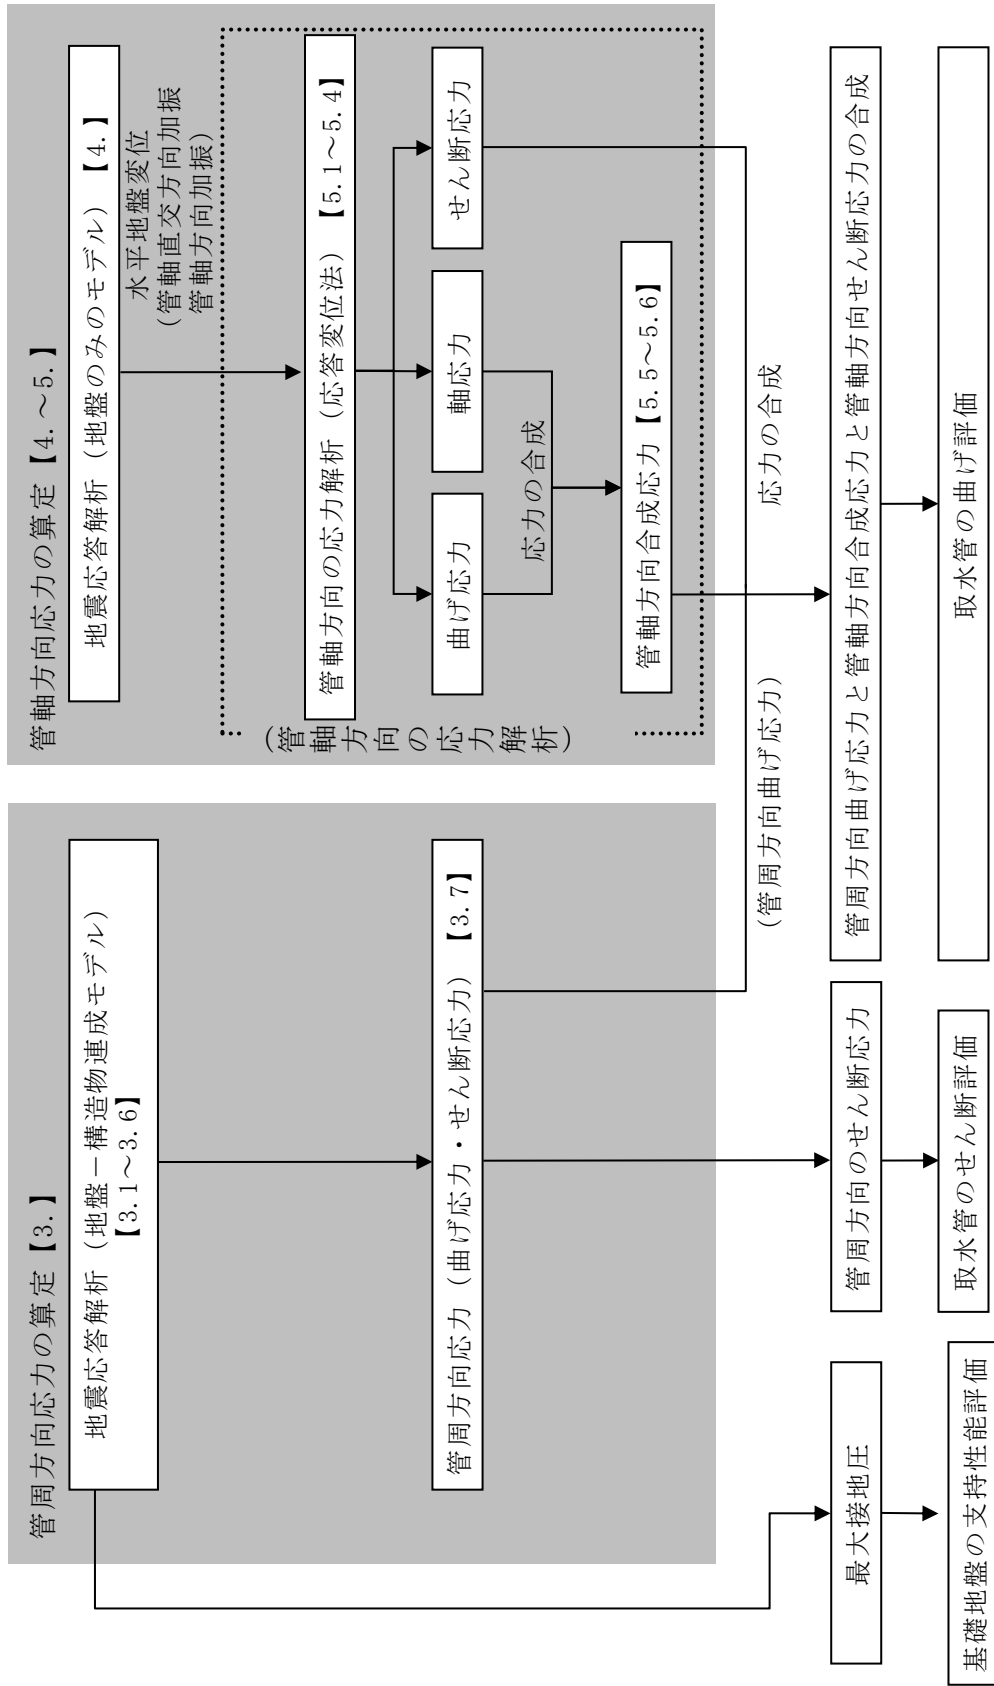 管周方向応力の算定【3.】
地震応答解析（地盤－構造物連成モデル）
【3.1～3.6】
管周方向応力（曲げ応力・せん断応力）【3.7】
管軸方向応力の算定【4.～5.】
地震応答解析（地盤のみのモデル）【4.】
水平地盤変位
（管軸直交方向加振
管軸方向加振）
（管軸方向の応力解析）
管軸方向の応力解析（応答変位法）【5.1～5.4】
曲げ応力
軸応力
せん断応力
応力の合成
管軸方向合成応力【5.5～5.6】
（管周方向曲げ応力）
応力の合成
最大接地圧
管周方向のせん断応力
管周方向曲げ応力と管軸方向合成応力と管軸方向せん断応力の合成
基礎地盤の支持性能評価
取水管のせん断評価
取水管の曲げ評価